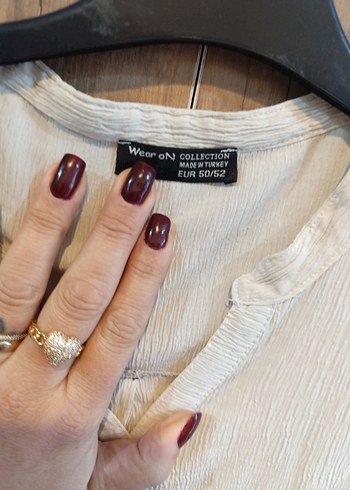 Wear oN COLLECTION
MADE IN TURKEY
EUR 50/52